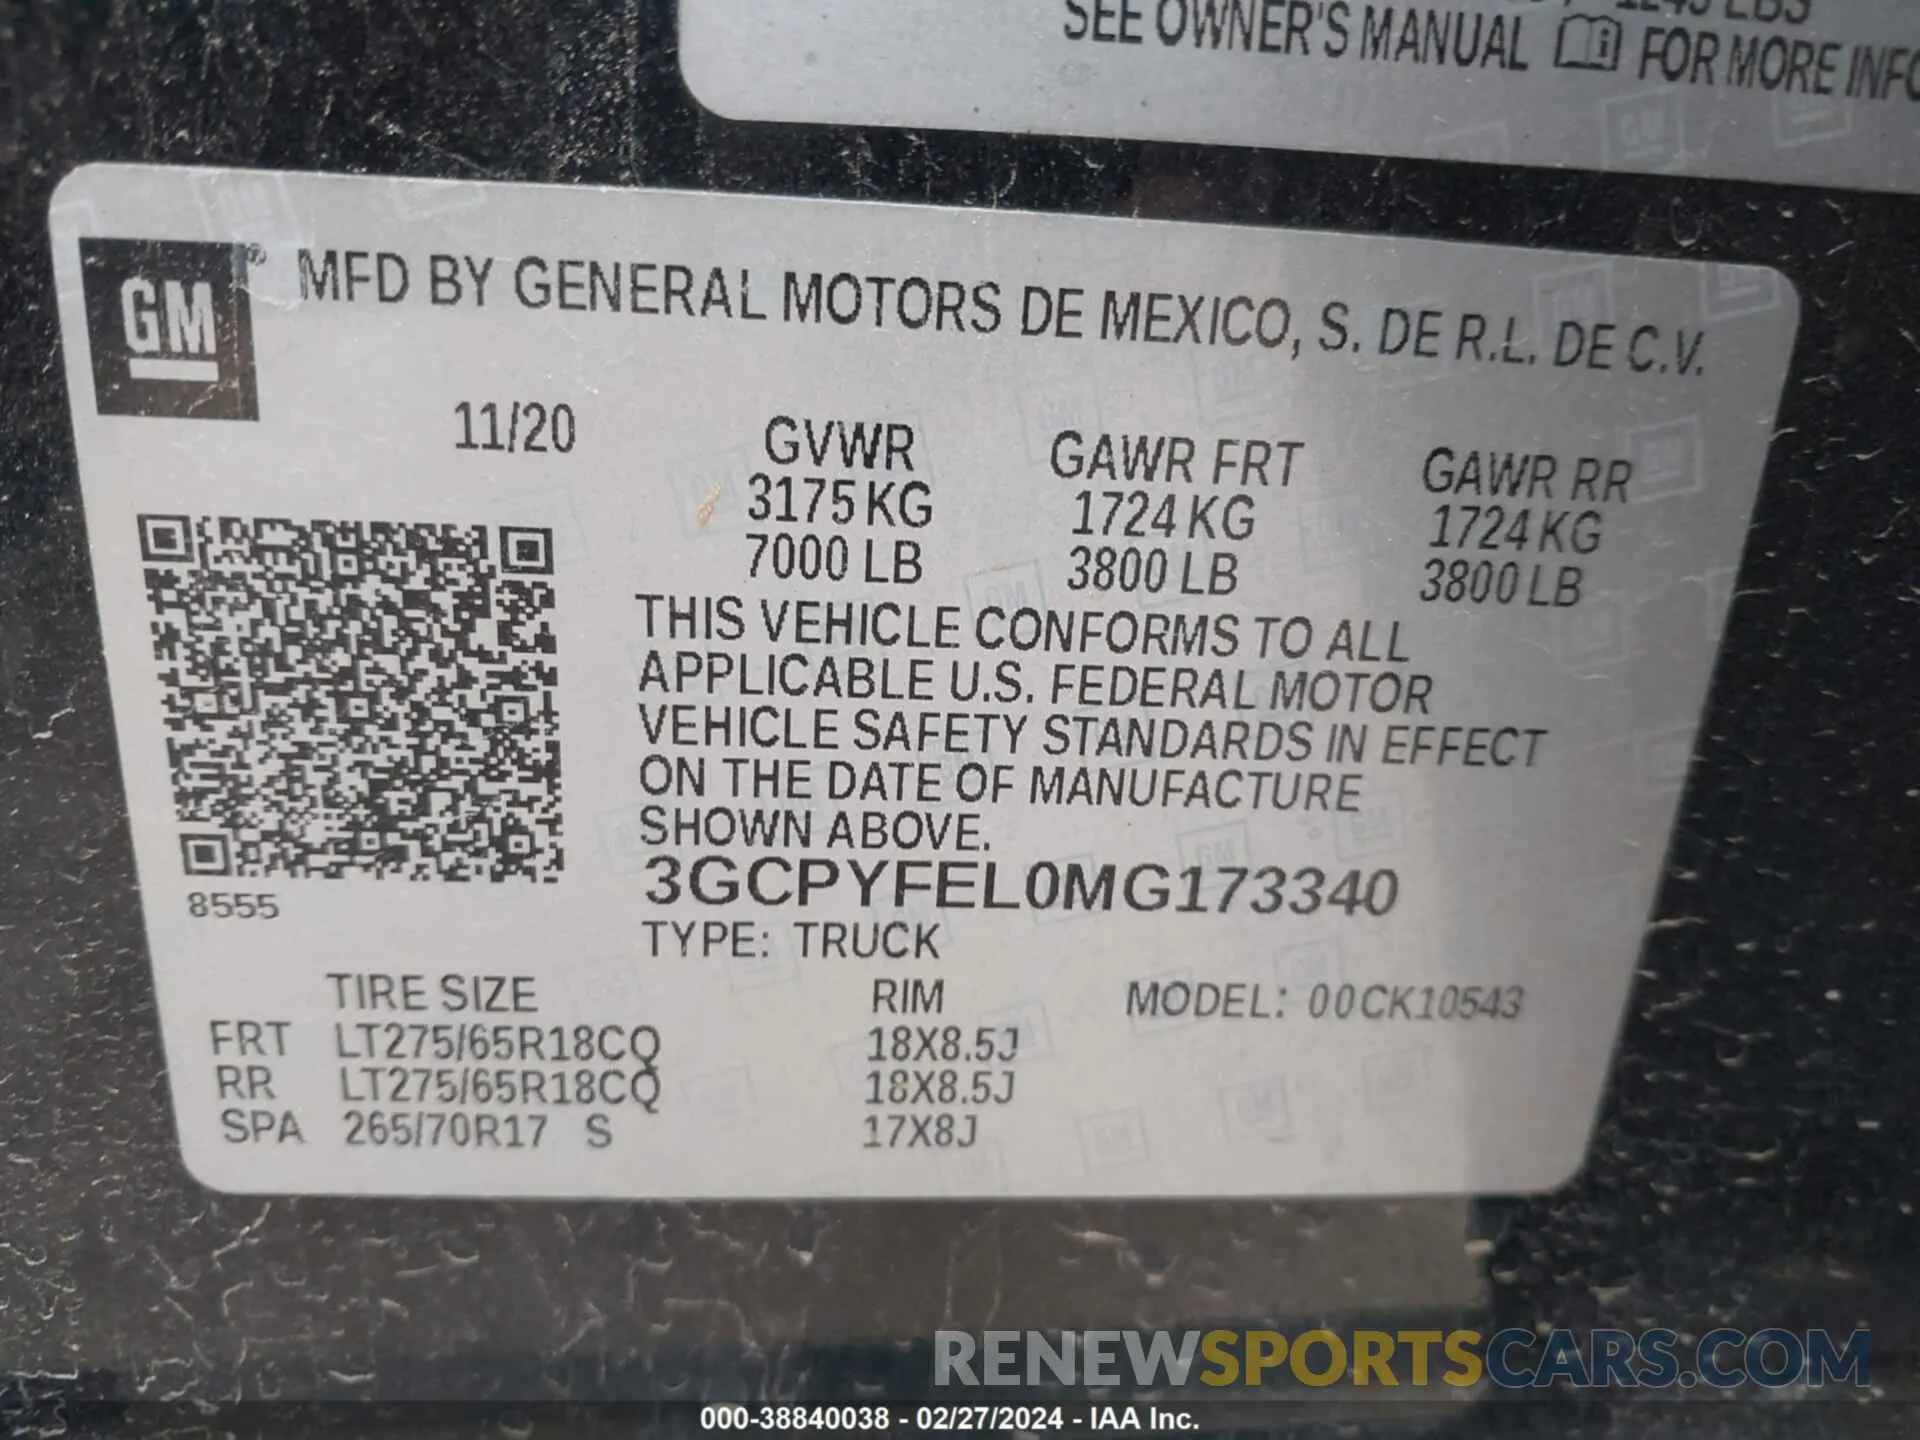 SEE OWNER'S MANUAL FOR MORE
GM ® MFD BY GENERAL MOTORS DE MEXICO, S. DE R.L. DE C.V.
11/20 GVWR GAWR FRT GAWR RR
3175 KG 1724 KG 1724 KG
7000 LB 3800 LB 3800 LB
THIS VEHICLE CONFORMS TO ALL
APPLICABLE U.S. FEDERAL MOTOR
VEHICLE SAFETY STANDARDS IN EFFECT
ON THE DATE OF MANUFACTURE
SHOWN ABOVE.
3GCPYFEL0MG173340
8555
TYPE: TRUCK
TIRE SIZE RIM MODEL: 00CK10543
FRT LT275/65R18CQ 18X8.5J
RR LT275/65R18CQ 18X8.5J
SPA 265/70R17 S 17X8J
RENEWSPORTSCARS.COM
000-38840038 - 02/27/2024 - IAA Inc.